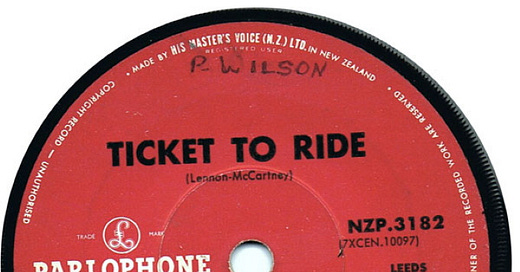 * MADE BY HIS MASTER'S VOICE (N.Z.) LTD. IN NEW ZEALAND *
REGISTERED USER
P. WILSON
COPYRIGHT RECORD — UNAUTHORISED
NER OF THE RECORDED WORK ARE RESERVED
TICKET TO RIDE
(Lennon-McCartney)
TRADE £ MARK
NZP.3182
(7XCEN.10097)
PARLOPHONE
LEEDS